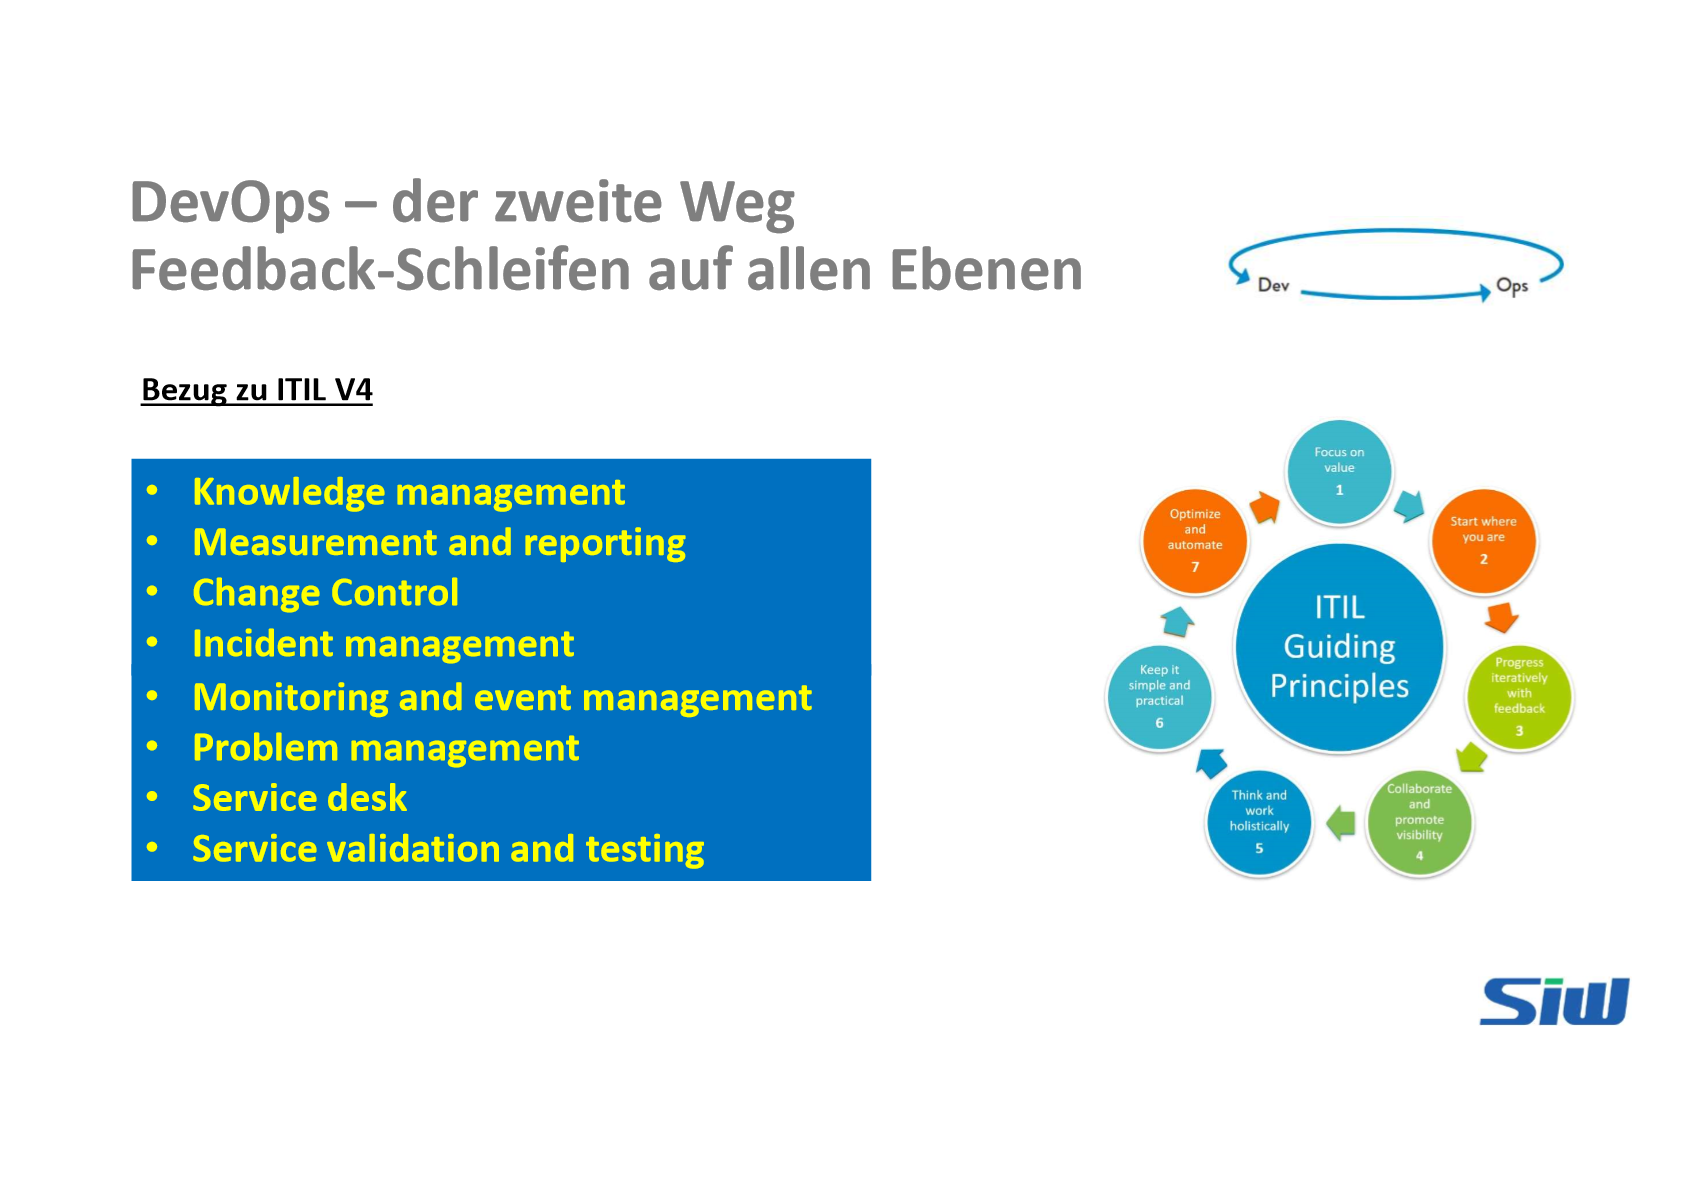 DevOps – der zweite Weg
Feedback-Schleifen auf allen Ebenen
Dev
Ops
Bezug zu ITIL V4
• Knowledge management
• Measurement and reporting
• Change Control
• Incident management
• Monitoring and event management
• Problem management
• Service desk
• Service validation and testing
ITIL
Guiding
Principles
Focus on
value
1
Start where
you are
2
Progress
iteratively
with
feedback
3
Collaborate
and
promote
visibility
4
Think and
work
holistically
5
Keep it
simple and
practical
6
Optimize
and
automate
7
Siw